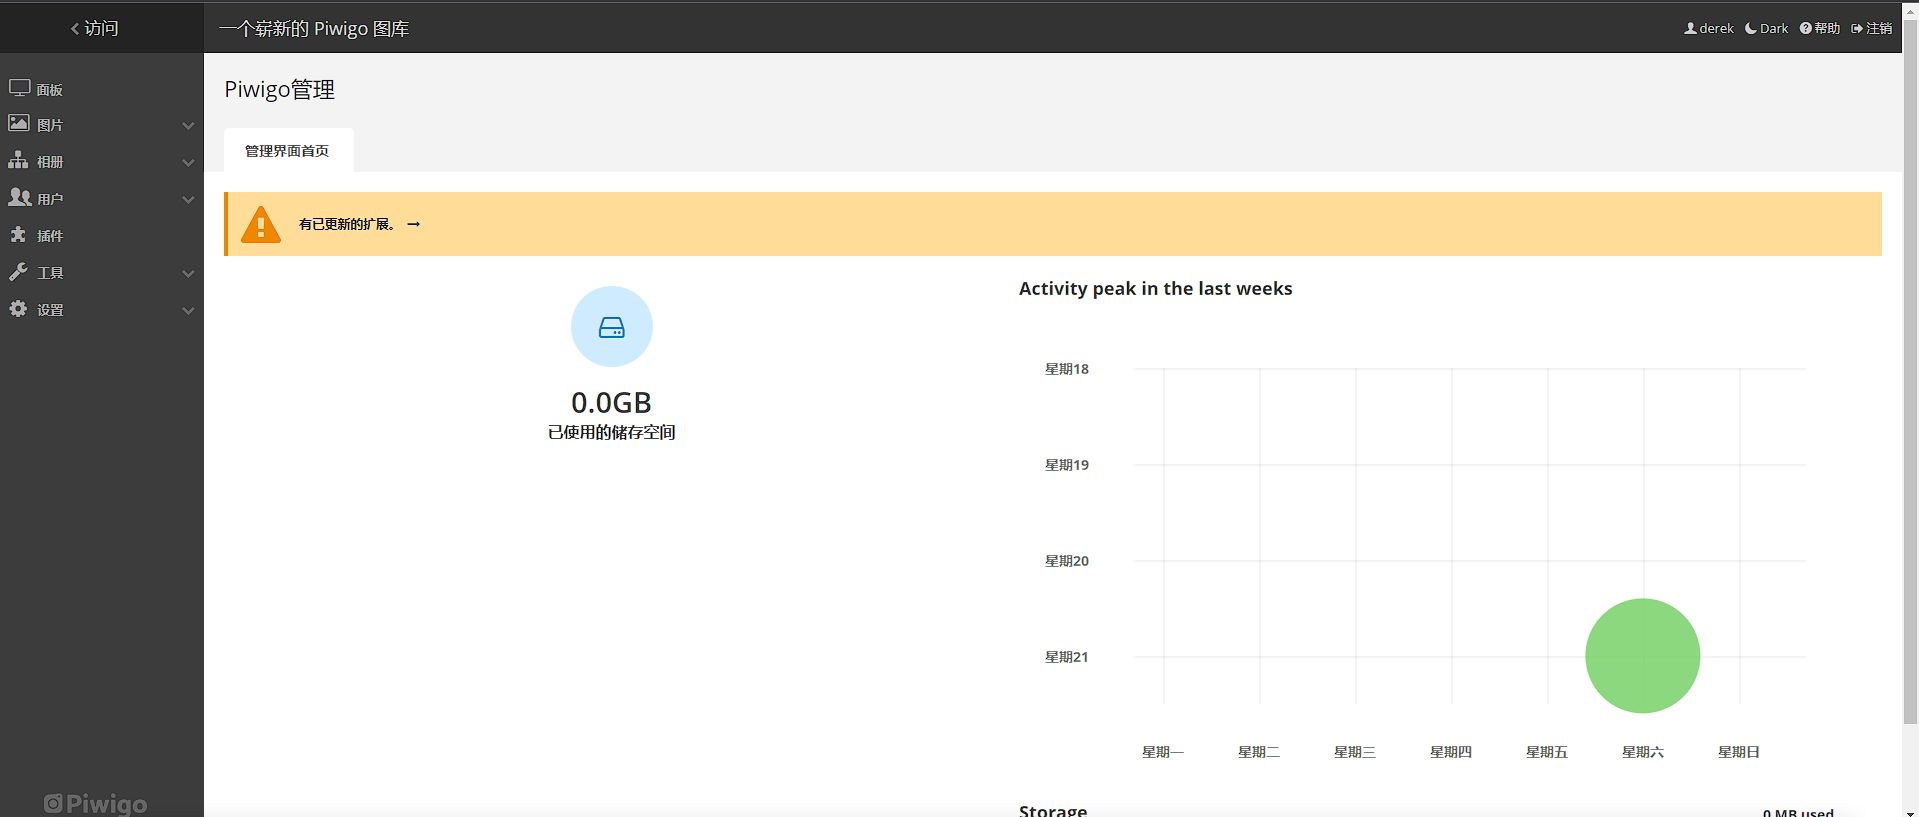 访问
一个崭新的 Piwigo 图库
derek
Dark
帮助
注销
面板
图片
相册
用户
插件
工具
设置
Piwigo
Piwigo管理
管理界面首页
有已更新的扩展。 →
0.0GB
已使用的储存空间
Activity peak in the last weeks
星期18
星期19
星期20
星期21
星期一 星期二 星期三 星期四 星期五 星期六 星期日
Storage
0 MB used